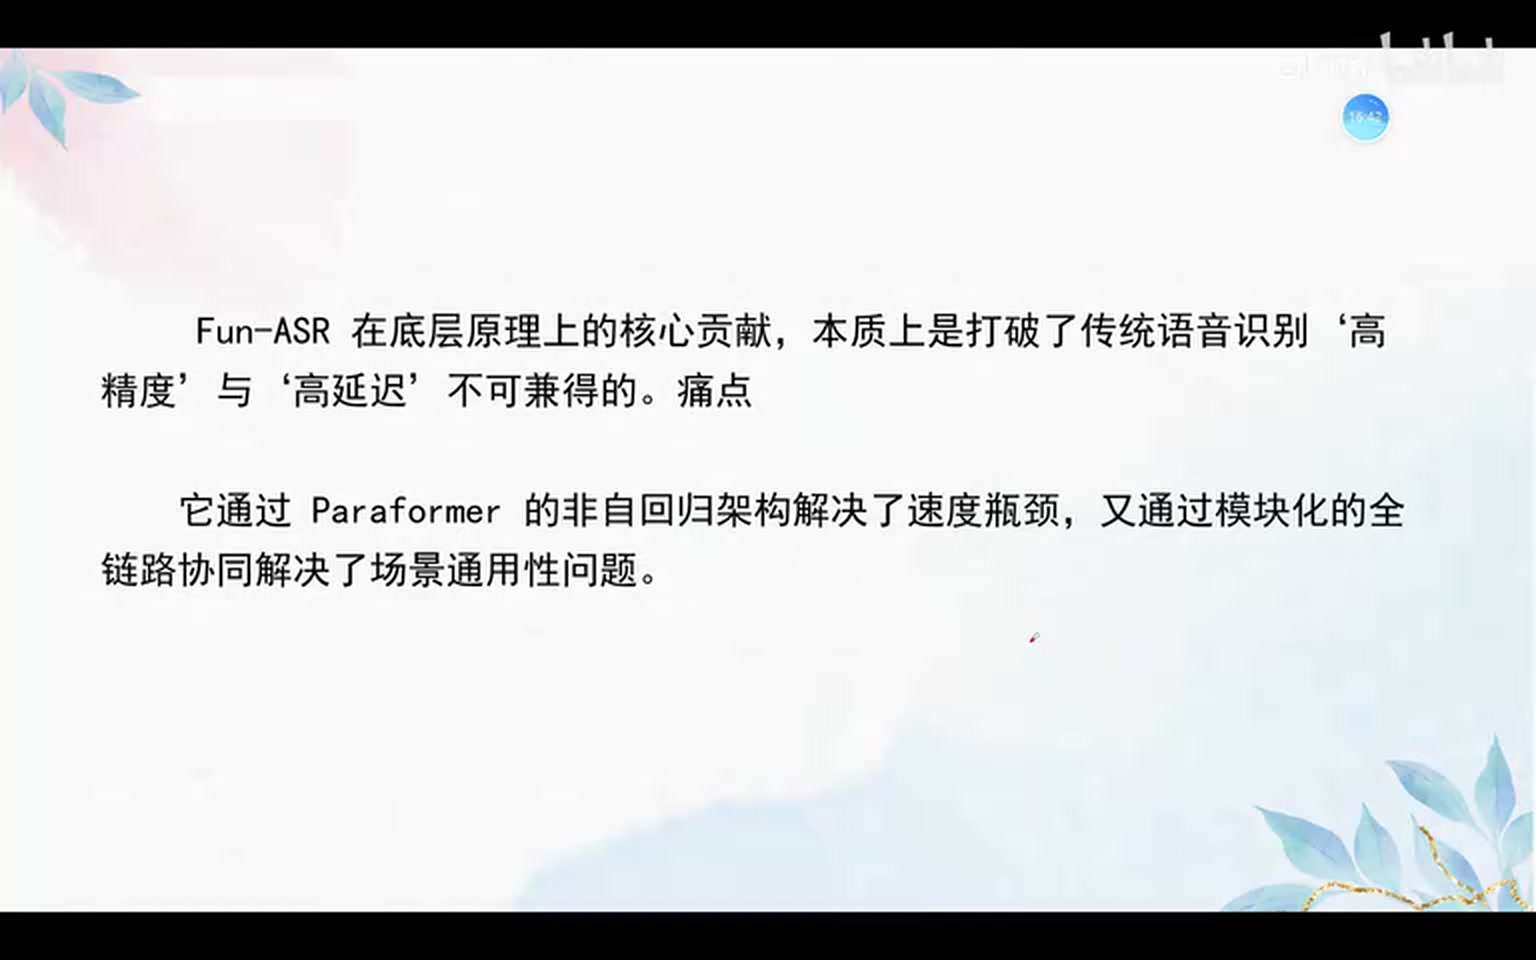 16:42
Fun-ASR 在底层原理上的核心贡献，本质上是打破了传统语音识别‘高
精度’与‘高延迟’不可兼得的。痛点
它通过 Paraformer 的非自回归架构解决了速度瓶颈，又通过模块化的全
链路协同解决了场景通用性问题。